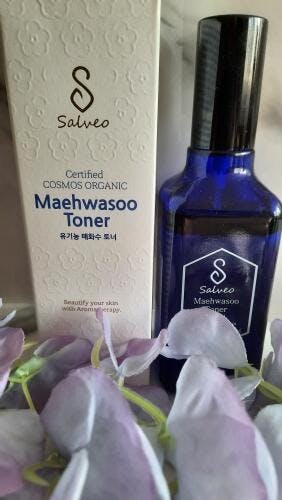 Salveo
Certified
COSMOS ORGANIC
Maehwasoo
Toner
유기농 매화수 토너
Beautify your skin
with Aromatherapy.
Salveo
Maehwasoo
Toner